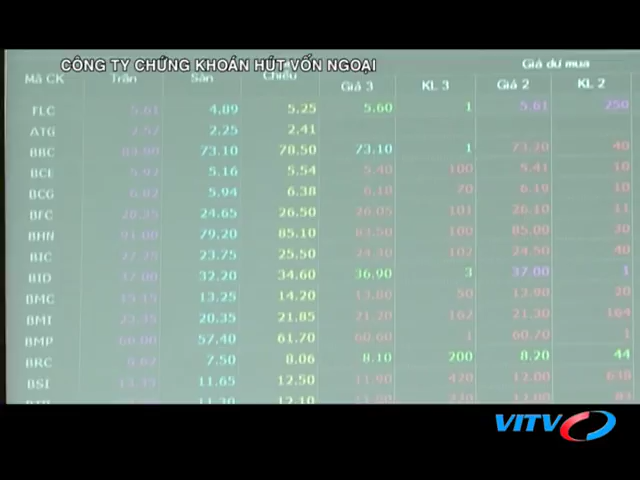 CÔNG TY CHỨNG KHOÁN HÚT VỐN NGOẠI
Giá dư mua
Mã CK Trần Sàn Chiếu Giá 3 KL 3 Giá 2 KL 2
FLC 5.61 4.89 5.25 5.60 1 5.61 250
ATG 2.57 2.25 2.41
BBC 83.90 73.10 78.50 73.10 1 73.20 40
BCE 5.92 5.16 5.54 5.40 100 5.41 10
BCG 6.82 5.94 6.38 6.18 70 6.19 10
BFC 28.35 24.65 26.50 26.05 101 26.10 11
BHN 91.00 79.20 85.10 83.50 100 85.00 30
BIC 27.25 23.75 25.50 24.30 102 24.50 40
BID 37.00 32.20 34.60 36.90 3 37.00 1
BMC 15.15 13.25 14.20 13.80 50 13.90 20
BMI 23.35 20.35 21.85 21.20 162 21.30 164
BMP 66.00 57.40 61.70 60.60 1 60.70 1
BRC 8.62 7.50 8.06 8.10 200 8.20 44
BSI 13.35 11.65 12.50 11.90 420 12.00 638
11.30 12.10
VITV